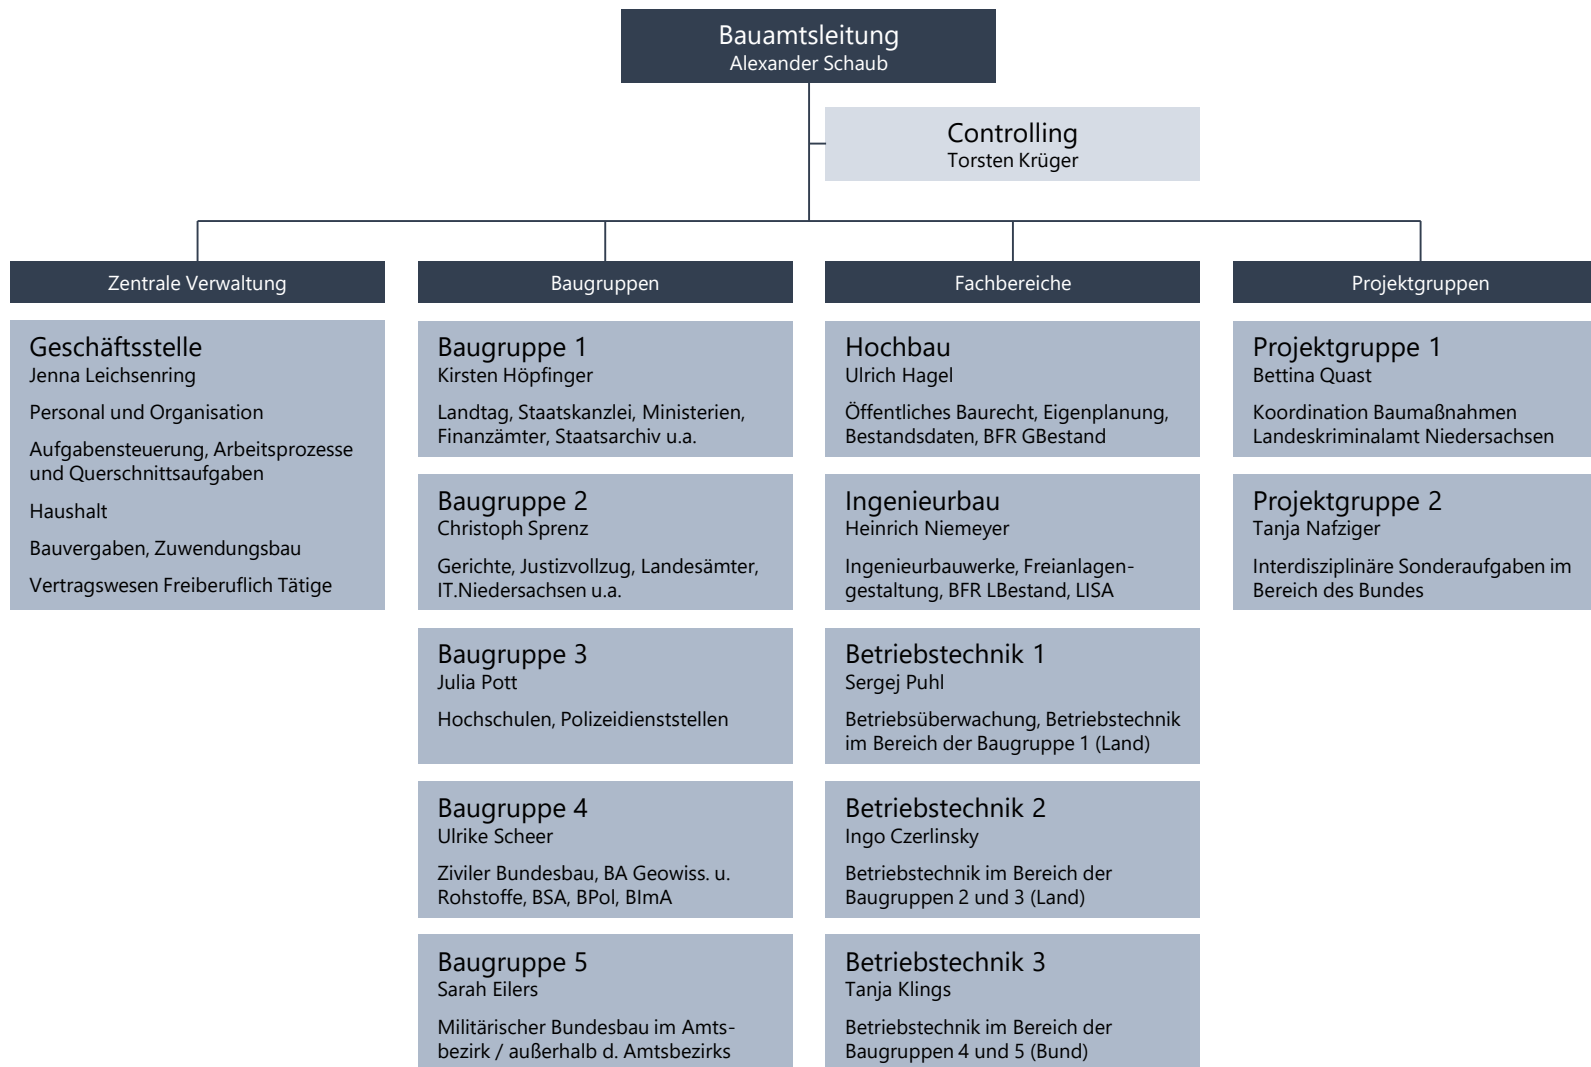 Bauamtsleitung
Alexander Schaub
Controlling
Torsten Krüger
Zentrale Verwaltung
Geschäftsstelle
Jenna Leichsenring
Personal und Organisation
Aufgabensteuerung, Arbeitsprozesse
und Querschnittsaufgaben
Haushalt
Bauvergaben, Zuwendungsbau
Vertragswesen Freiberuflich Tätige
Baugruppen
Baugruppe 1
Kirsten Höpfinger
Landtag, Staatskanzlei, Ministerien,
Finanzämter, Staatsarchiv u.a.
Baugruppe 2
Christoph Sprenz
Gerichte, Justizvollzug, Landesämter,
IT.Niedersachsen u.a.
Baugruppe 3
Julia Pott
Hochschulen, Polizeidienststellen
Baugruppe 4
Ulrike Scheer
Ziviler Bundesbau, BA Geowiss. u.
Rohstoffe, BSA, BPol, BImA
Baugruppe 5
Sarah Eilers
Militärischer Bundesbau im Amts-
bezirk / außerhalb d. Amtsbezirks
Fachbereiche
Hochbau
Ulrich Hagel
Öffentliches Baurecht, Eigenplanung,
Bestandsdaten, BFR GBestand
Ingenieurbau
Heinrich Niemeyer
Ingenieurbauwerke, Freianlagen-
gestaltung, BFR LBestand, LISA
Betriebstechnik 1
Sergej Puhl
Betriebsüberwachung, Betriebstechnik
im Bereich der Baugruppe 1 (Land)
Betriebstechnik 2
Ingo Czerlinsky
Betriebstechnik im Bereich der
Baugruppen 2 und 3 (Land)
Betriebstechnik 3
Tanja Klings
Betriebstechnik im Bereich der
Baugruppen 4 und 5 (Bund)
Projektgruppen
Projektgruppe 1
Bettina Quast
Koordination Baumaßnahmen
Landeskriminalamt Niedersachsen
Projektgruppe 2
Tanja Nafziger
Interdisziplinäre Sonderaufgaben im
Bereich des Bundes